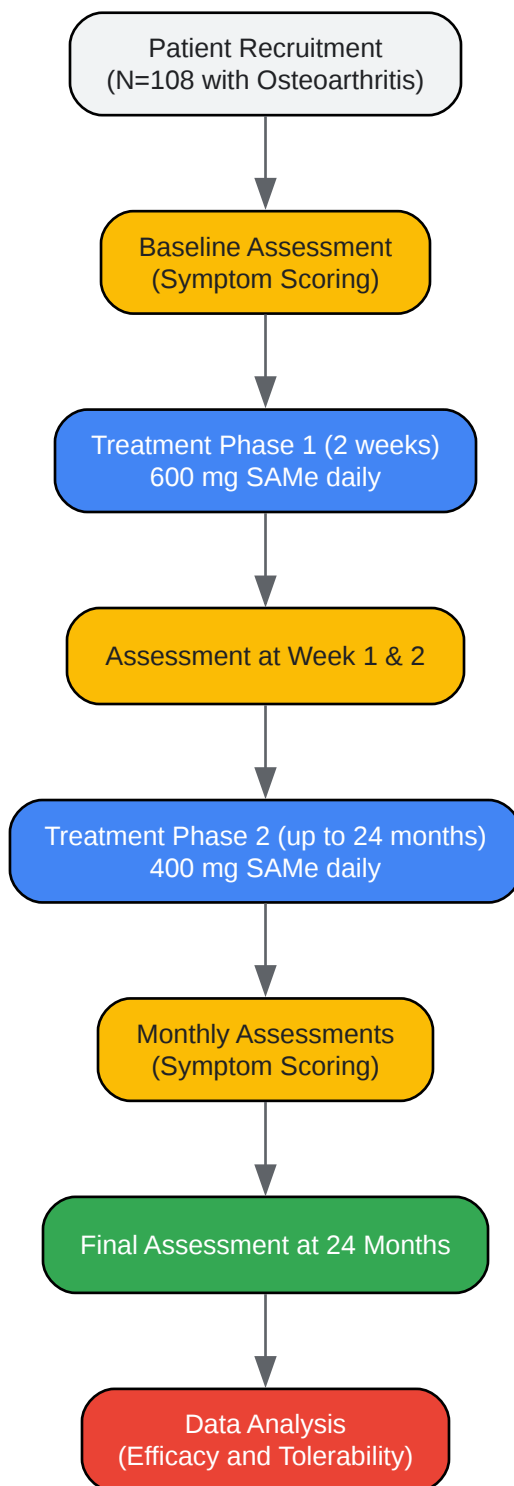 Patient Recruitment
(N=108 with Osteoarthritis)
Baseline Assessment
(Symptom Scoring)
Treatment Phase 1 (2 weeks)
600 mg SAMe daily
Assessment at Week 1 & 2
Treatment Phase 2 (up to 24 months)
400 mg SAMe daily
Monthly Assessments
(Symptom Scoring)
Final Assessment at 24 Months
Data Analysis
(Efficacy and Tolerability)